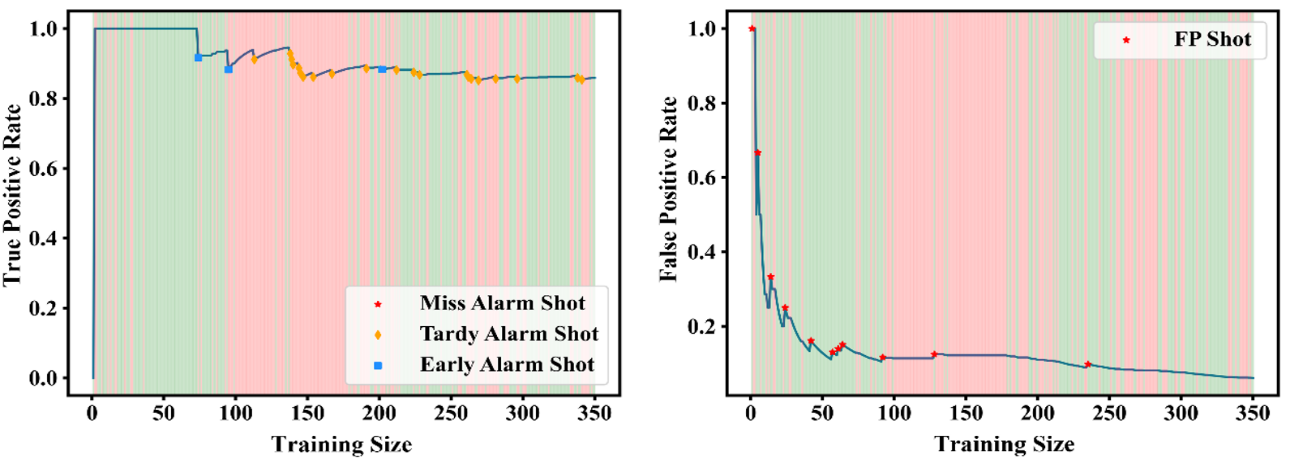 True Positive Rate
1.0
0.8
0.6
0.4
0.2
0.0
Miss Alarm Shot
Tardy Alarm Shot
Early Alarm Shot
0 50 100 150 200 250 300 350
Training Size
False Positive Rate
1.0
0.8
0.6
0.4
0.2
FP Shot
0 50 100 150 200 250 300 350
Training Size